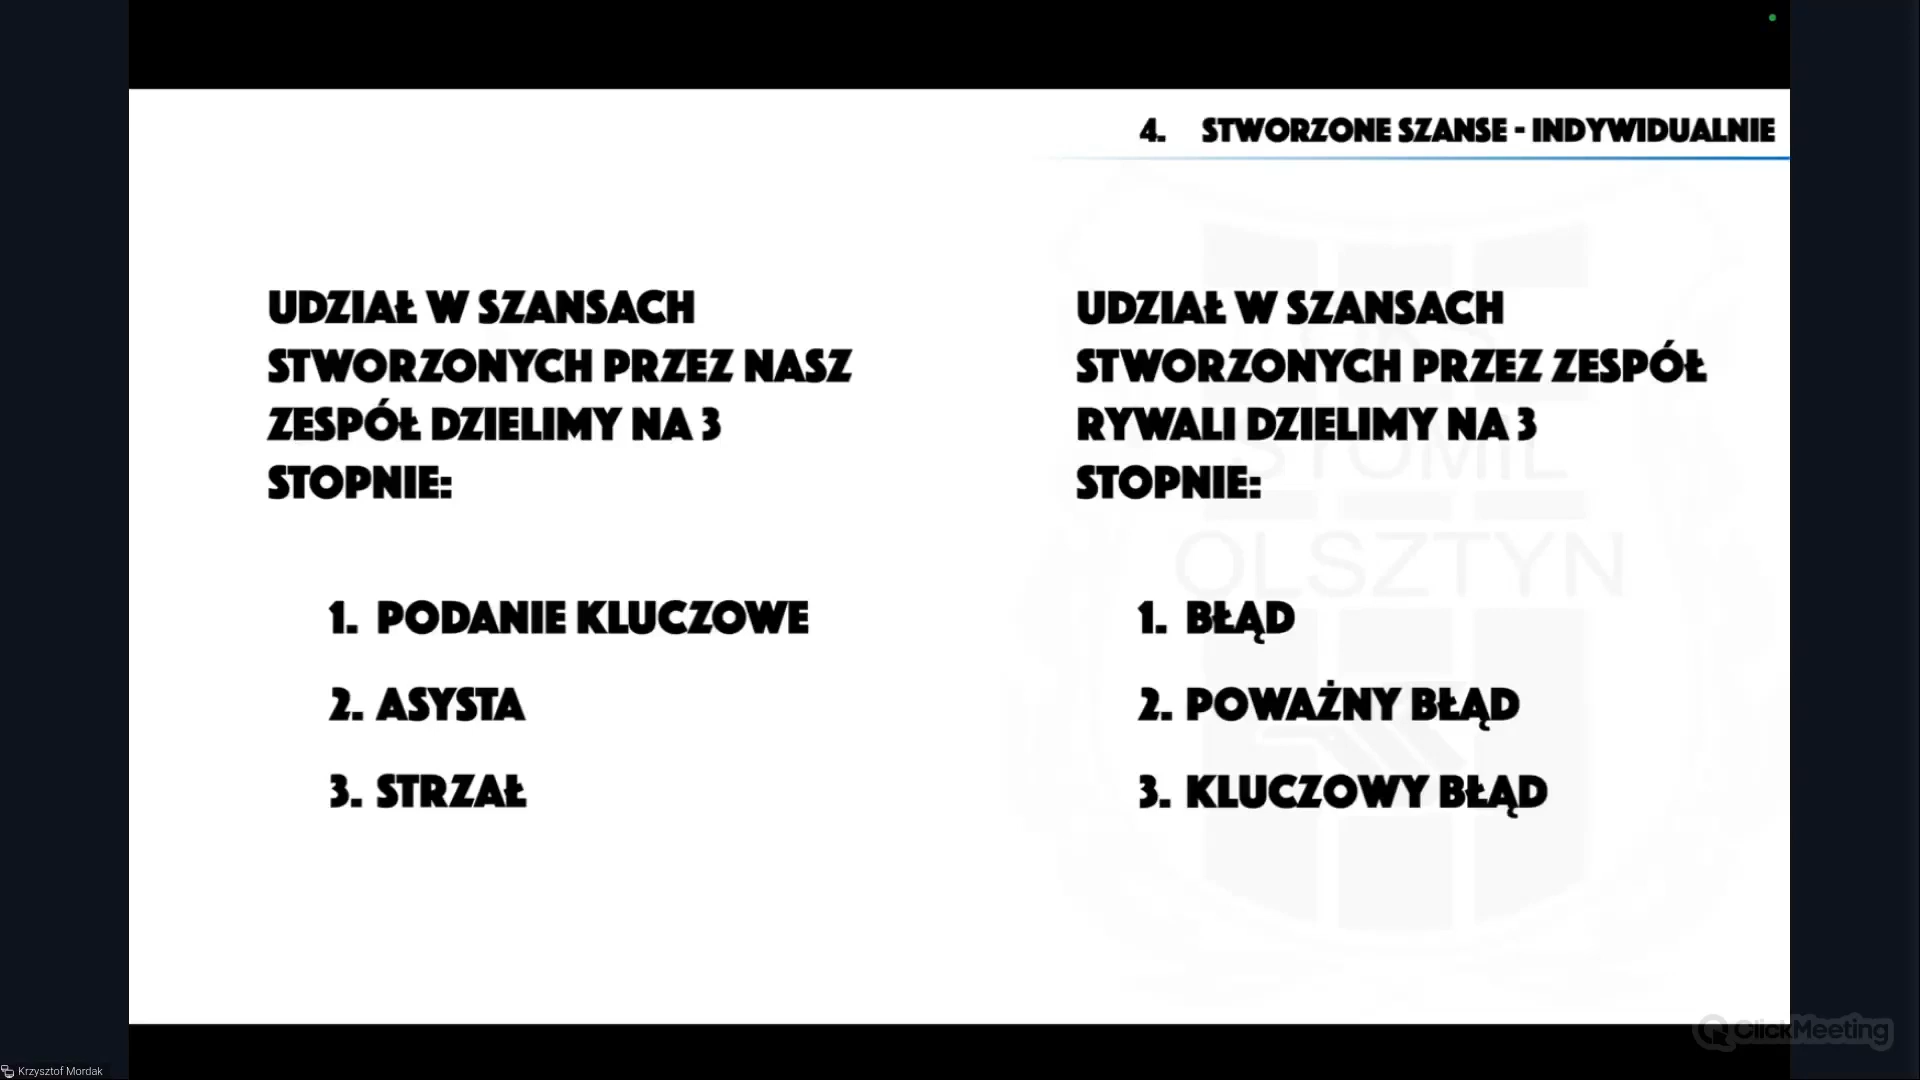 4. STWORZONE SZANSE - INDYWIDUALNIE
UDZIAŁ W SZANSACH
STWORZONYCH PRZEZ NASZ
ZESPÓŁ DZIELIMY NA 3
STOPNIE:
1. PODANIE KLUCZOWE
2. ASYSTA
3. STRZAŁ
UDZIAŁ W SZANSACH
STWORZONYCH PRZEZ ZESPÓŁ
RYWALI DZIELIMY NA 3
STOPNIE:
1. BŁĄD
2. POWAŻNY BŁĄD
3. KLUCZOWY BŁĄD
STOMIL
OLSZTYN
ClickMeeting
Krzysztof Mordak